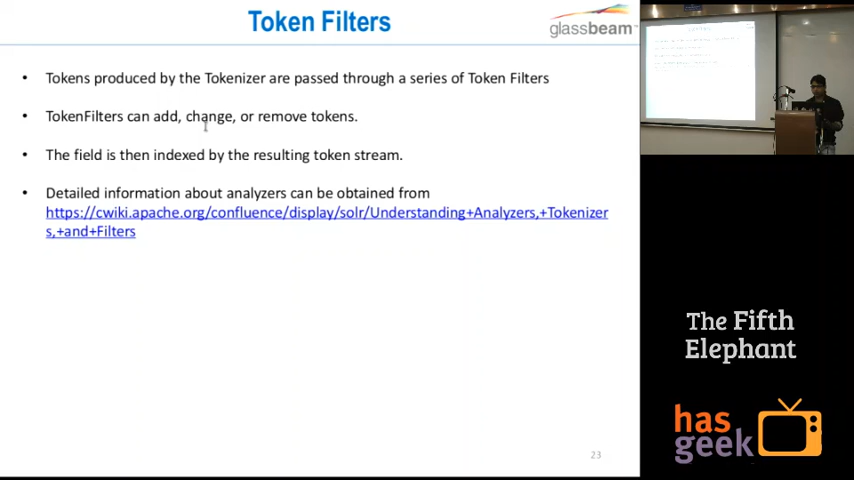 Token Filters
glassbeam
• Tokens produced by the Tokenizer are passed through a series of Token Filters
• TokenFilters can add, change, or remove tokens.
• The field is then indexed by the resulting token stream.
• Detailed information about analyzers can be obtained from
https://cwiki.apache.org/confluence/display/solr/Understanding+Analyzers,+Tokenizer
s,+and+Filters
23
The Fifth
Elephant
has
geek